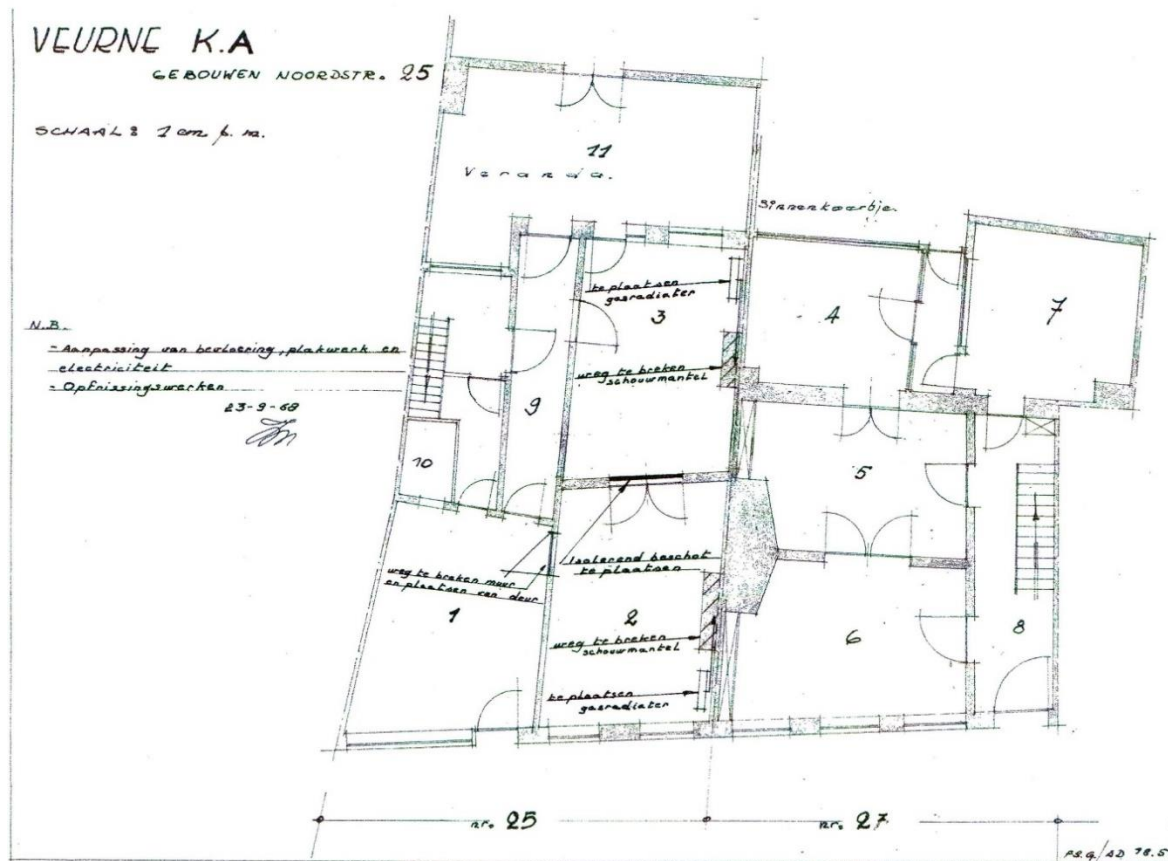 VEURNE K.A
GEBOUWEN NOORDSTR. 25
SCHAAL: 1 cm p. m.
11
Veranda.
Binnenkoertje.
te plaatsen
gasradiater
3
4
7
N.B.
- Aanpassing van bevloering, plakwerk en
electriciteit
- Opfrissingswerken
23-9-68
weg te breken
schouwmantel
9
10
5
Isolerend beschot
te plaatsen
weg te breken muur
en plaatsen van deur
1
2
weg te breken
schouwmantel
6
8
te plaatsen
gasradiater
nr. 25
nr. 27